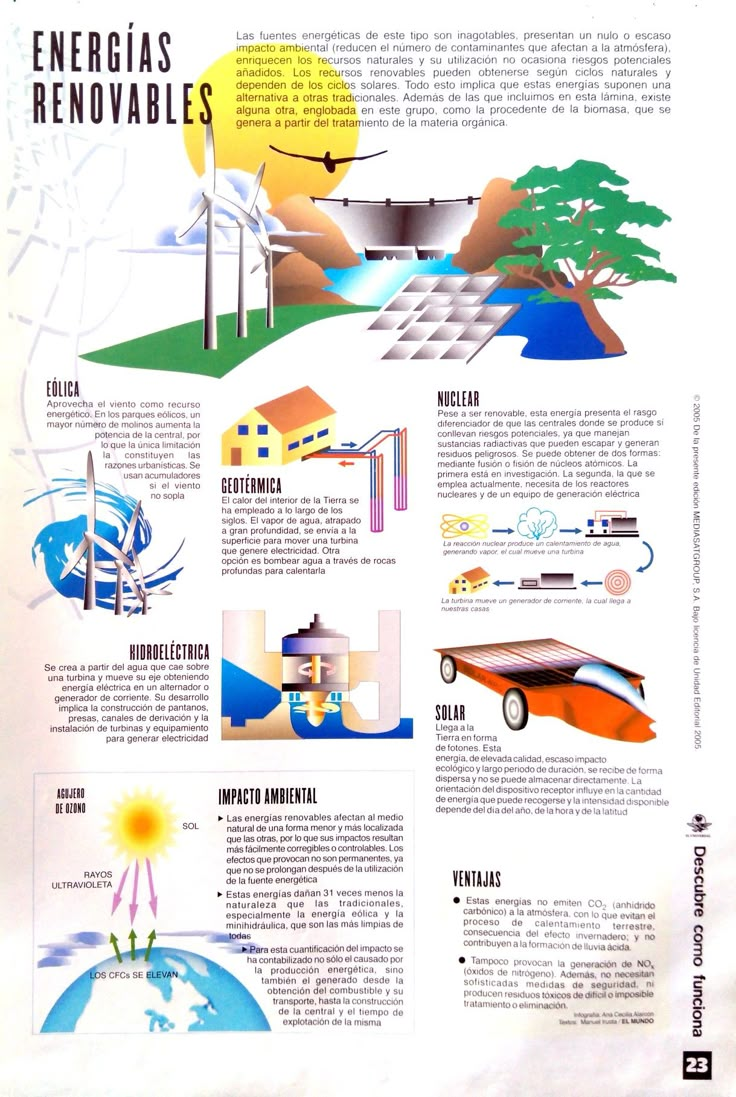 ENERGÍAS
RENOVABLES
Las fuentes energéticas de este tipo son inagotables, presentan un nulo o escaso
impacto ambiental (reducen el número de contaminantes que afectan a la atmósfera),
enriquecen los recursos naturales y su utilización no ocasiona riesgos potenciales
añadidos. Los recursos renovables pueden obtenerse según ciclos naturales y
dependen de los ciclos solares. Todo esto implica que estas energías suponen una
alternativa a otras tradicionales. Además de las que incluimos en esta lámina, existe
alguna otra, englobada en este grupo, como la procedente de la biomasa, que se
genera a partir del tratamiento de la materia orgánica.
EÓLICA
Aprovecha el viento como recurso
energético. En los parques eólicos, un
mayor número de molinos aumenta la
potencia de la central, por
lo que la única limitación
la constituyen las
razones urbanísticas. Se
usan acumuladores
si el viento
no sopla
GEOTÉRMICA
El calor del interior de la Tierra se
ha empleado a lo largo de los
siglos. El vapor de agua, atrapado
a gran profundidad, se envía a la
superficie para mover una turbina
que genere electricidad. Otra
opción es bombear agua a través de rocas
profundas para calentarla
NUCLEAR
Pese a ser renovable, esta energía presenta el rasgo
diferenciador de que las centrales donde se produce sí
conllevan riesgos potenciales, ya que manejan
sustancias radiactivas que pueden escapar y generan
residuos peligrosos. Se puede obtener de dos formas:
mediante fusión o fisión de núcleos atómicos. La
primera está en investigación. La segunda, la que se
emplea actualmente, necesita de los reactores
nucleares y de un equipo de generación eléctrica
La reacción nuclear produce un calentamiento de agua,
generando vapor, el cual mueve una turbina
La turbina mueve un generador de corriente, la cual llega a
nuestras casas
HIDROELÉCTRICA
Se crea a partir del agua que cae sobre
una turbina y mueve su eje obteniendo
energía eléctrica en un alternador o
generador de corriente. Su desarrollo
implica la construcción de pantanos,
presas, canales de derivación y la
instalación de turbinas y equipamiento
para generar electricidad
SOLAR
Llega a la
Tierra en forma
de fotones. Esta
energía, de elevada calidad, escaso impacto
ecológico y largo periodo de duración, se recibe de forma
dispersa y no se puede almacenar directamente. La
orientación del dispositivo receptor influye en la cantidad
de energía que puede recogerse y la intensidad disponible
depende del día del año, de la hora y de la latitud
AGUJERO
DE OZONO
SOL
RAYOS
ULTRAVIOLETA
LOS CFCs SE ELEVAN
IMPACTO AMBIENTAL
Las energías renovables afectan al medio
natural de una forma menor y más localizada
que las otras, por lo que sus impactos resultan
más fácilmente corregibles o controlables. Los
efectos que provocan no son permanentes, ya
que no se prolongan después de la utilización
de la fuente energética
Estas energías dañan 31 veces menos la
naturaleza que las tradicionales,
especialmente la energía eólica y la
minihidráulica, que son las más limpias de
todas
Para esta cuantificación del impacto se
ha contabilizado no sólo el causado por
la producción energética, sino
también el generado desde la
obtención del combustible y su
transporte, hasta la construcción
de la central y el tiempo de
explotación de la misma
VENTAJAS
Estas energías no emiten CO₂ (anhídrido
carbónico) a la atmósfera, con lo que evitan el
proceso de calentamiento terrestre,
consecuencia del efecto invernadero; y no
contribuyen a la formación de lluvia ácida.
Tampoco provocan la generación de NOₓ
(óxidos de nitrógeno). Además, no necesitan
sofisticadas medidas de seguridad, ni
producen residuos tóxicos de difícil o imposible
tratamiento o eliminación.
Infografía: Ana Cecilia Alarcón
Textos: Manuel Irusta / EL MUNDO
© 2005 De la presente edición MEDIASATGROUP, S.A. Bajo licencia de Unidad Editorial 2005
Descubre como funciona
23